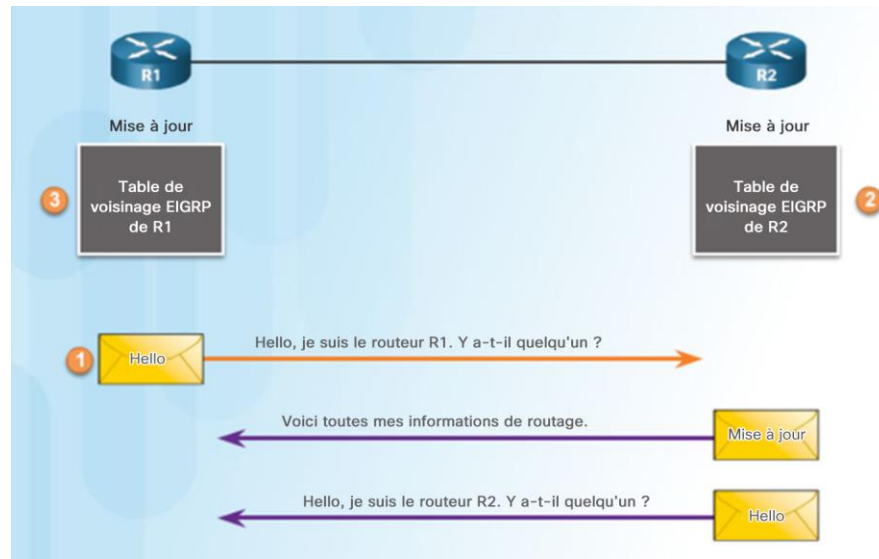 R1
R2
Mise à jour
Mise à jour
3
Table de
voisinage EIGRP
de R1
Table de
voisinage EIGRP
de R2
2
1
Hello
Hello, je suis le routeur R1. Y a-t-il quelqu'un ?
Voici toutes mes informations de routage.
Mise à jour
Hello, je suis le routeur R2. Y a-t-il quelqu'un ?
Hello